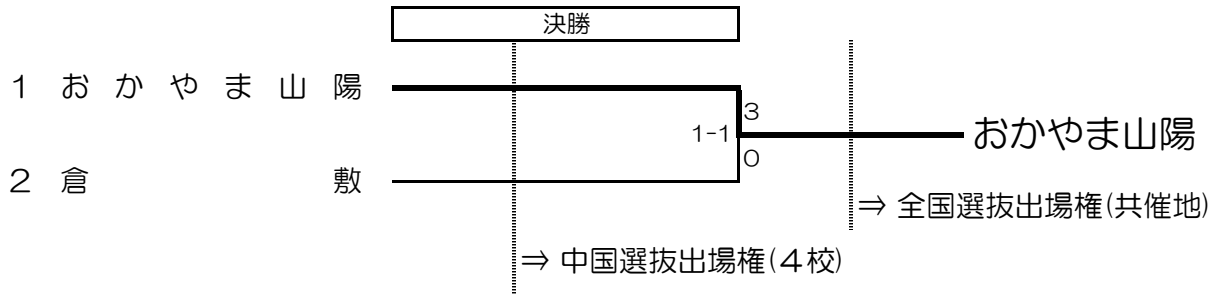 決勝
1 おかやま山陽
3
1-1
おかやま山陽
0
2 倉敷
⇒ 全国選抜出場権(共催地)
⇒ 中国選抜出場権(4校)